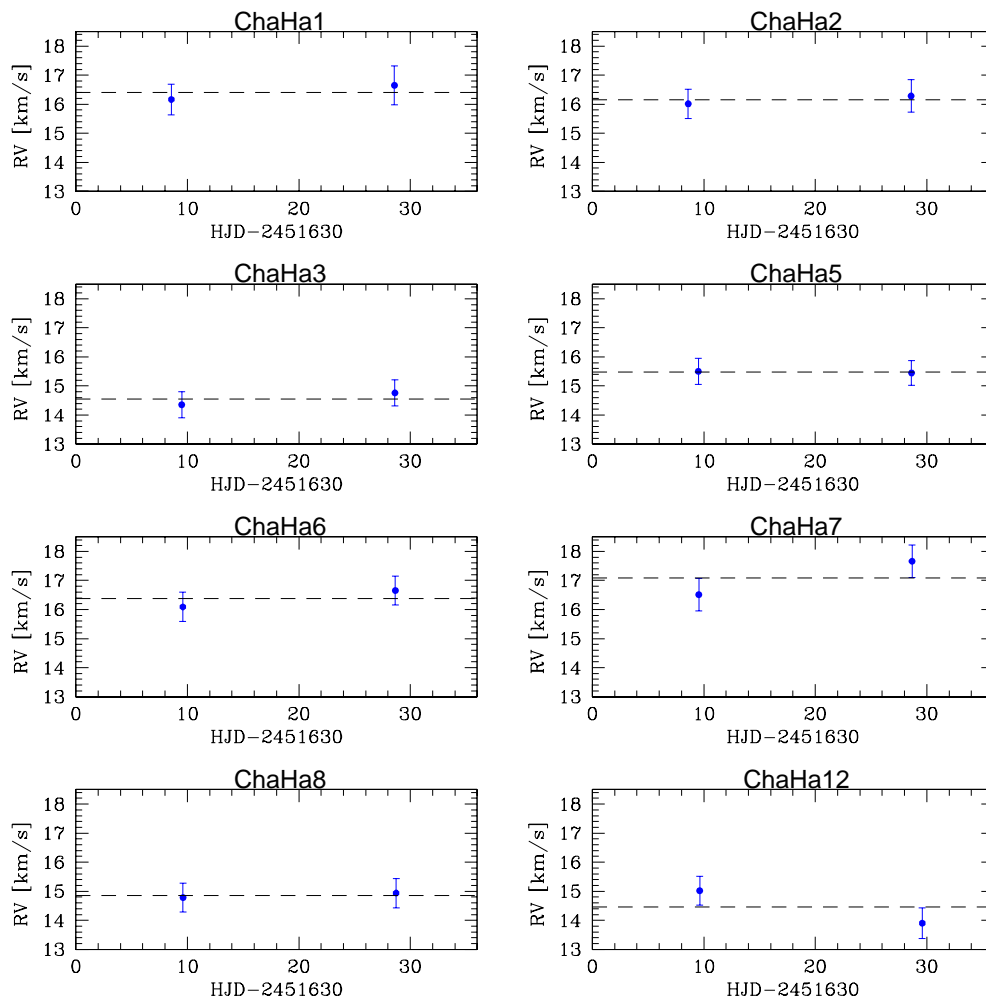 ChaHa1 ChaHa2
18
17
16
15
14
13
RV [km/s]
0 10 20 30
HJD-2451630
18
17
16
15
14
13
RV [km/s]
0 10 20 30
HJD-2451630
ChaHa3 ChaHa5
18
17
16
15
14
13
RV [km/s]
0 10 20 30
HJD-2451630
18
17
16
15
14
13
RV [km/s]
0 10 20 30
HJD-2451630
ChaHa6 ChaHa7
18
17
16
15
14
13
RV [km/s]
0 10 20 30
HJD-2451630
18
17
16
15
14
13
RV [km/s]
0 10 20 30
HJD-2451630
ChaHa8 ChaHa12
18
17
16
15
14
13
RV [km/s]
0 10 20 30
HJD-2451630
18
17
16
15
14
13
RV [km/s]
0 10 20 30
HJD-2451630